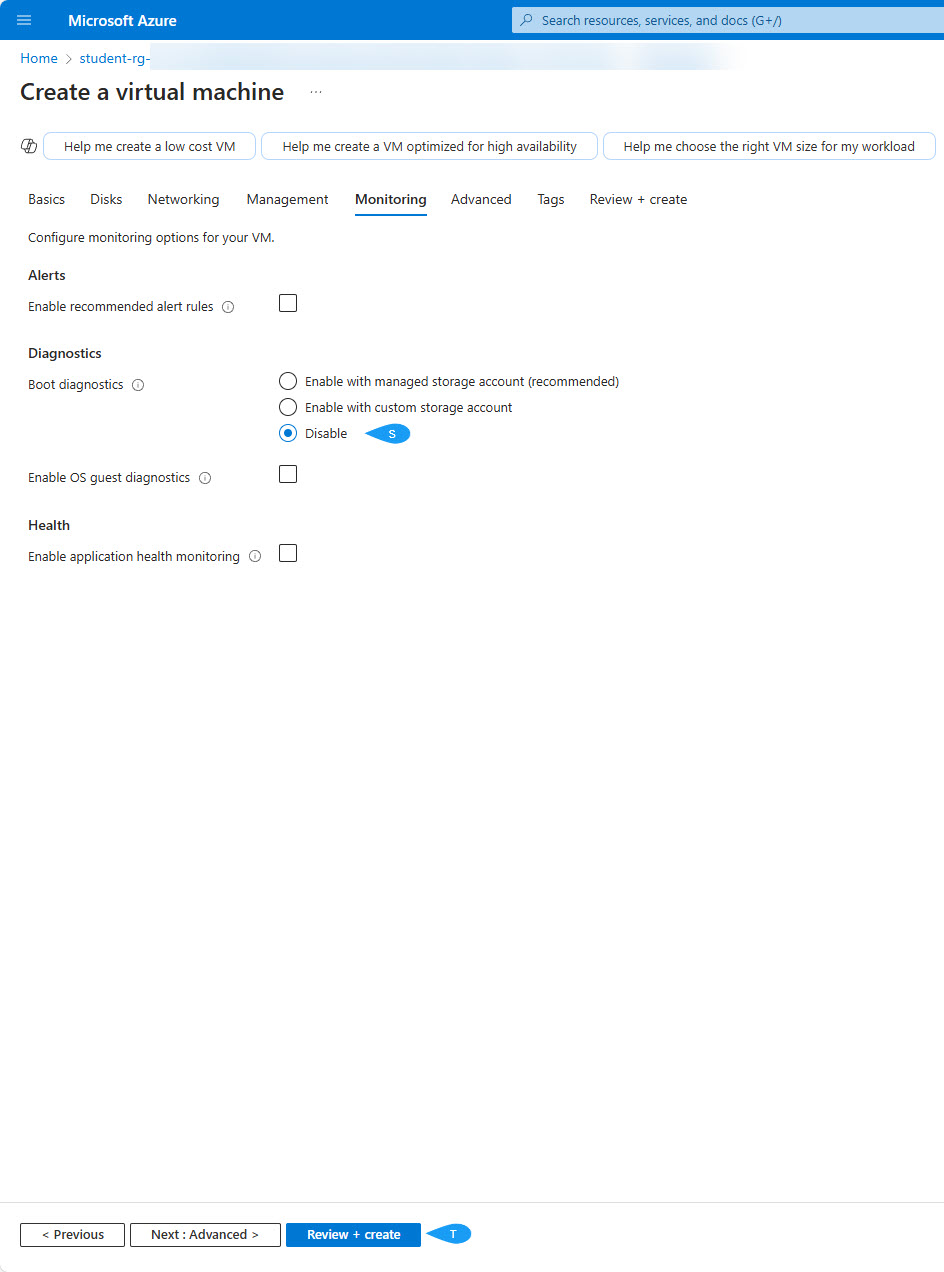 Microsoft Azure
Search resources, services, and docs (G+/)
Home > student-rg-
Create a virtual machine ...
Help me create a low cost VM
Help me create a VM optimized for high availability
Help me choose the right VM size for my workload
Basics Disks Networking Management Monitoring Advanced Tags Review + create
Configure monitoring options for your VM.
Alerts
Enable recommended alert rules
Diagnostics
Boot diagnostics
Enable with managed storage account (recommended)
Enable with custom storage account
Disable S
Enable OS guest diagnostics
Health
Enable application health monitoring
< Previous
Next : Advanced >
Review + create T